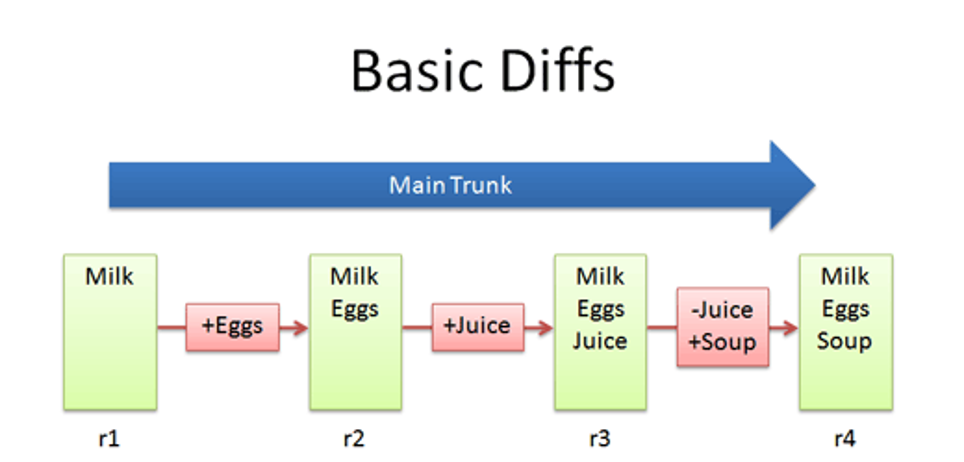 Basic Diffs
Main Trunk
Milk
+Eggs
Milk
Eggs
+Juice
Milk
Eggs
Juice
-Juice
+Soup
Milk
Eggs
Soup
r1
r2
r3
r4